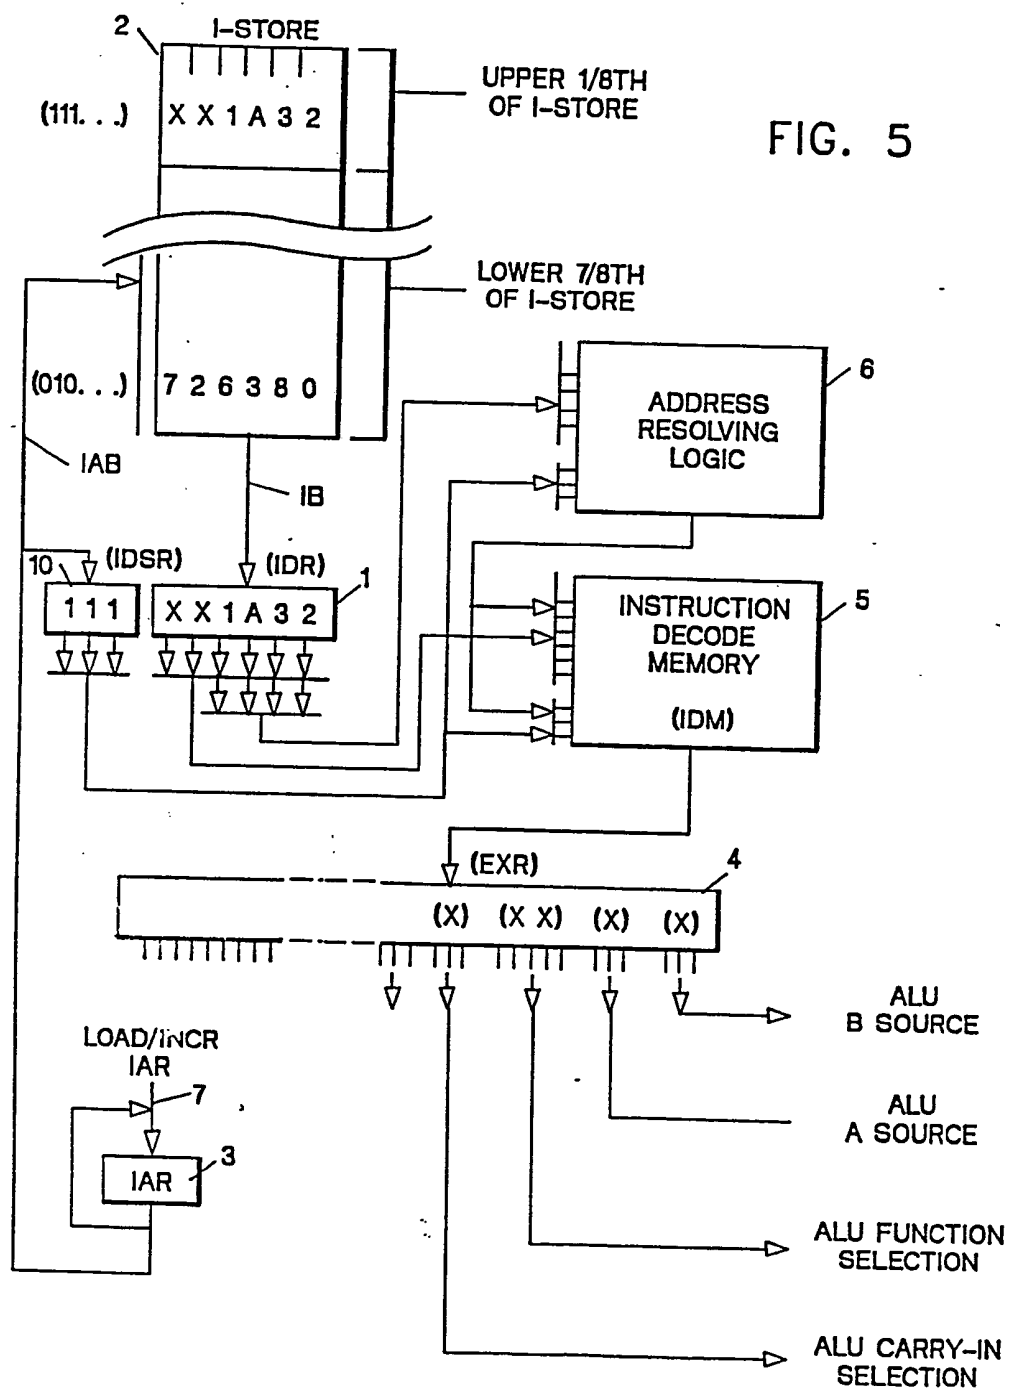 2
I-STORE
(111. . .)
X X 1 A 3 2
UPPER 1/8TH
OF I-STORE
FIG. 5
LOWER 7/8TH
OF I-STORE
(010. . .)
7 2 6 3 8 0
IAB
IB
ADDRESS
RESOLVING
LOGIC
6
10
(IDSR)
(IDR)
1
1 1 1
X X 1 A 3 2
INSTRUCTION
DECODE
MEMORY
(IDM)
5
(EXR)
4
(X)
(X X)
(X)
(X)
ALU
B SOURCE
LOAD/INCR
IAR
7
ALU
A SOURCE
IAR
3
ALU FUNCTION
SELECTION
ALU CARRY-IN
SELECTION